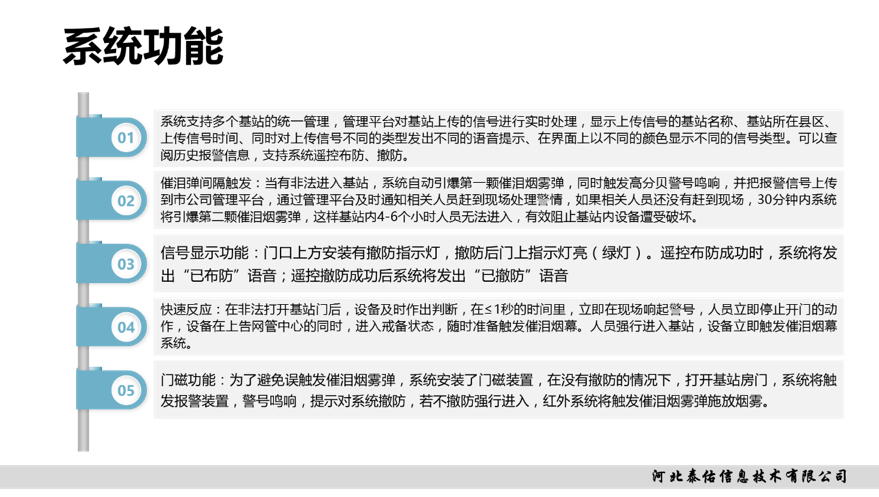 系统功能
01
系统支持多个基站的统一管理，管理平台对基站上传的信号进行实时处理，显示上传信号的基站名称、基站所在县区、
上传信号时间、同时对上传信号不同的类型发出不同的语音提示、在界面上以不同的颜色显示不同的信号类型。可以查
阅历史报警信息，支持系统遥控布防、撤防。
02
催泪弹间隔触发：当有非法进入基站，系统自动引爆第一颗催泪烟雾弹，同时触发高分贝警号鸣响，并把报警信号上传
到市公司管理平台，通过管理平台及时通知相关人员赶到现场处理警情，如果相关人员还没有赶到现场，30分钟内系统
将引爆第二颗催泪烟雾弹，这样基站内4-6个小时人员无法进入，有效阻止基站内设备遭受破坏。
03
信号显示功能：门口上方安装有撤防指示灯，撤防后门上指示灯亮（绿灯）。遥控布防成功时，系统将发
出“已布防”语音；遥控撤防成功后系统将发出“已撤防”语音
04
快速反应：在非法打开基站门后，设备及时作出判断，在≤1秒的时间里，立即在现场响起警号，人员立即停止开门的动
作，设备在上告网管中心的同时，进入戒备状态，随时准备触发催泪烟幕。人员强行进入基站，设备立即触发催泪烟幕
系统。
05
门磁功能：为了避免误触发催泪烟雾弹，系统安装了门磁装置，在没有撤防的情况下，打开基站房门，系统将触
发报警装置，警号鸣响，提示对系统撤防，若不撤防强行进入，红外系统将触发催泪烟雾弹施放烟雾。
河北泰佑信息技术有限公司